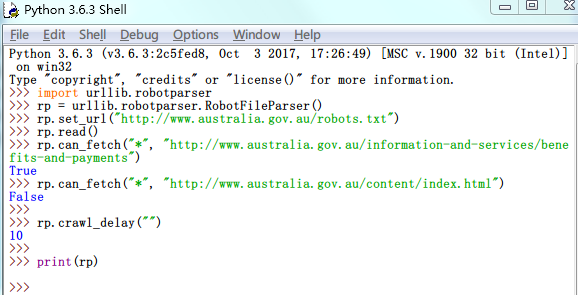 Python 3.6.3 Shell
File Edit Shell Debug Options Window Help
Python 3.6.3 (v3.6.3:2c5fed8, Oct  3 2017, 17:26:49) [MSC v.1900 32 bit (Intel)]
 on win32
Type "copyright", "credits" or "license()" for more information.
>>> import urllib.robotparser
>>> rp = urllib.robotparser.RobotFileParser()
>>> rp.set_url("http://www.australia.gov.au/robots.txt")
>>> rp.read()
>>> rp.can_fetch("*", "http://www.australia.gov.au/information-and-services/bene
fits-and-payments")
True
>>> rp.can_fetch("*", "http://www.australia.gov.au/content/index.html")
False
>>>
>>> rp.crawl_delay("")
10
>>>
>>> print(rp)
>>>